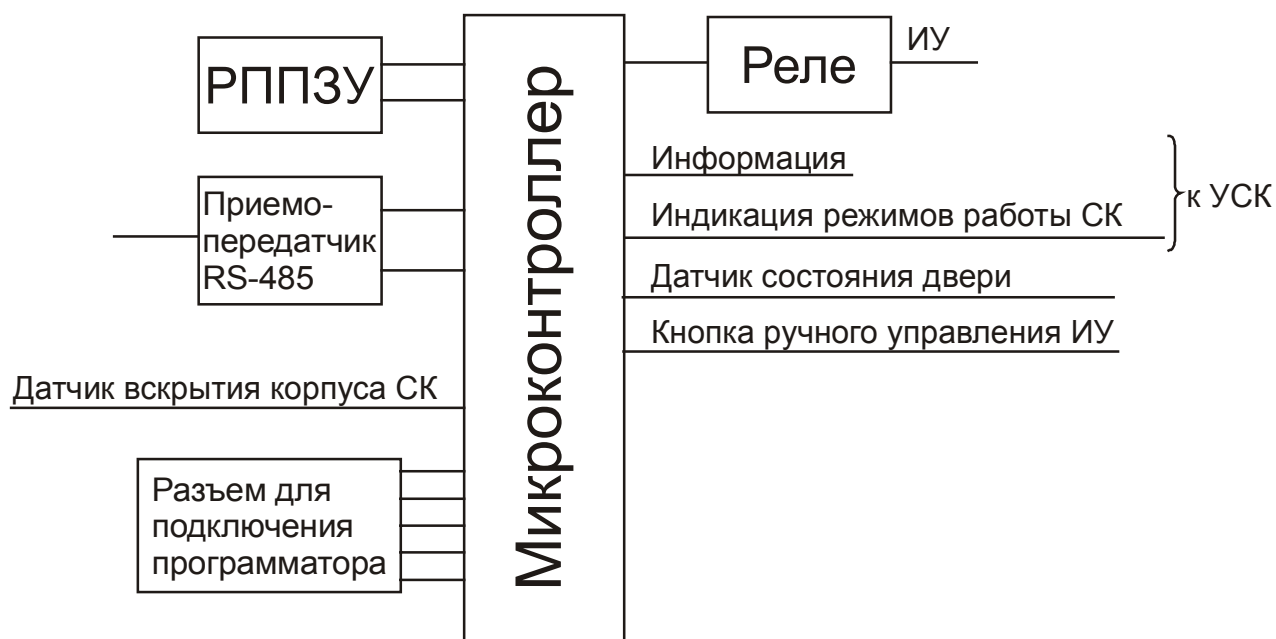 РППЗУ
Приемо-
передатчик
RS-485
Датчик вскрытия корпуса СК
Разъем для
подключения
программатора
Микроконтроллер
Реле
ИУ
Информация
Индикация режимов работы СК
к УСК
Датчик состояния двери
Кнопка ручного управления ИУ